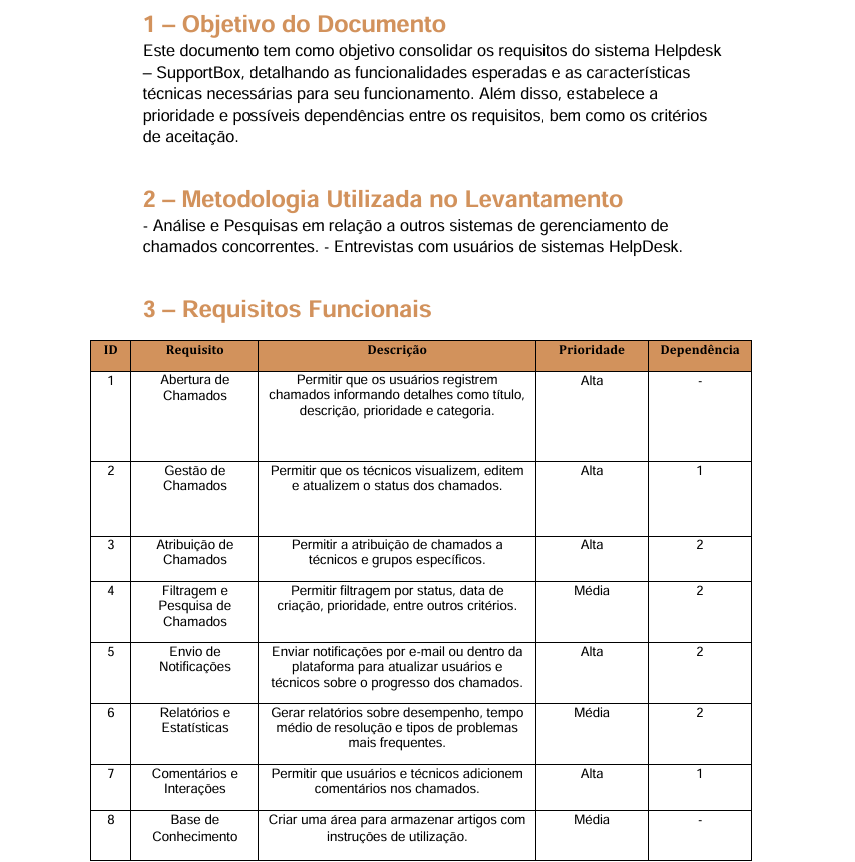 1 – Objetivo do Documento
Este documento tem como objetivo consolidar os requisitos do sistema Helpdesk
– SupportBox, detalhando as funcionalidades esperadas e as características
técnicas necessárias para seu funcionamento. Além disso, estabelece a
prioridade e possíveis dependências entre os requisitos, bem como os critérios
de aceitação.
2 – Metodologia Utilizada no Levantamento
- Análise e Pesquisas em relação a outros sistemas de gerenciamento de
chamados concorrentes. - Entrevistas com usuários de sistemas HelpDesk.
3 – Requisitos Funcionais
ID Requisito Descrição Prioridade Dependência
1 Abertura de Permitir que os usuários registrem Alta -
Chamados chamados informando detalhes como título,
descrição, prioridade e categoria.
2 Gestão de Permitir que os técnicos visualizem, editem Alta 1
Chamados e atualizem o status dos chamados.
3 Atribuição de Permitir a atribuição de chamados a Alta 2
Chamados técnicos e grupos específicos.
4 Filtragem e Permitir filtragem por status, data de Média 2
Pesquisa de criação, prioridade, entre outros critérios.
Chamados
5 Envio de Enviar notificações por e-mail ou dentro da Alta 2
Notificações plataforma para atualizar usuários e
técnicos sobre o progresso dos chamados.
6 Relatórios e Gerar relatórios sobre desempenho, tempo Média 2
Estatísticas médio de resolução e tipos de problemas
mais frequentes.
7 Comentários e Permitir que usuários e técnicos adicionem Alta 1
Interações comentários nos chamados.
8 Base de Criar uma área para armazenar artigos com Média -
Conhecimento instruções de utilização.